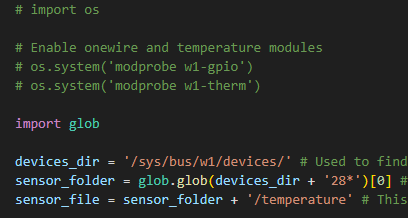 # import os
# Enable onewire and temperature modules
# os.system('modprobe w1-gpio')
# os.system('modprobe w1-therm')
import glob
devices_dir = '/sys/bus/w1/devices/' # Used to find
sensor_folder = glob.glob(devices_dir + '28*')[0] #
sensor_file = sensor_folder + '/temperature' # This